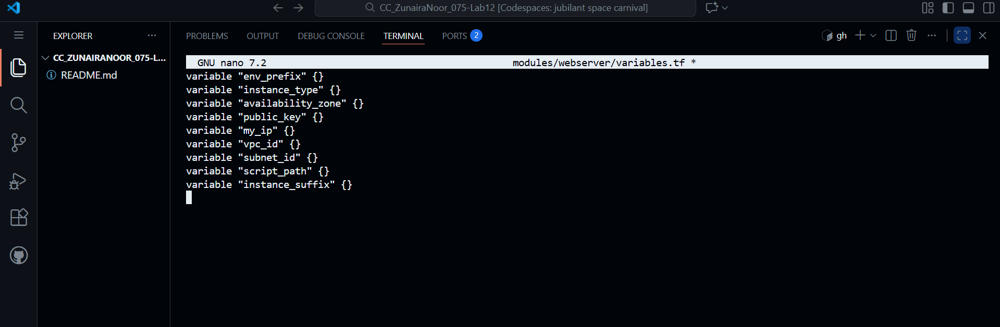 CC_ZunairaNoor_075-Lab12 [Codespaces: jubilant space carnival]
EXPLORER
CC_ZUNAIRANOOR_075-L...
README.md
PROBLEMS OUTPUT DEBUG CONSOLE TERMINAL PORTS 2
gh
GNU nano 7.2 modules/webserver/variables.tf *
variable "env_prefix" {}
variable "instance_type" {}
variable "availability_zone" {}
variable "public_key" {}
variable "my_ip" {}
variable "vpc_id" {}
variable "subnet_id" {}
variable "script_path" {}
variable "instance_suffix" {}